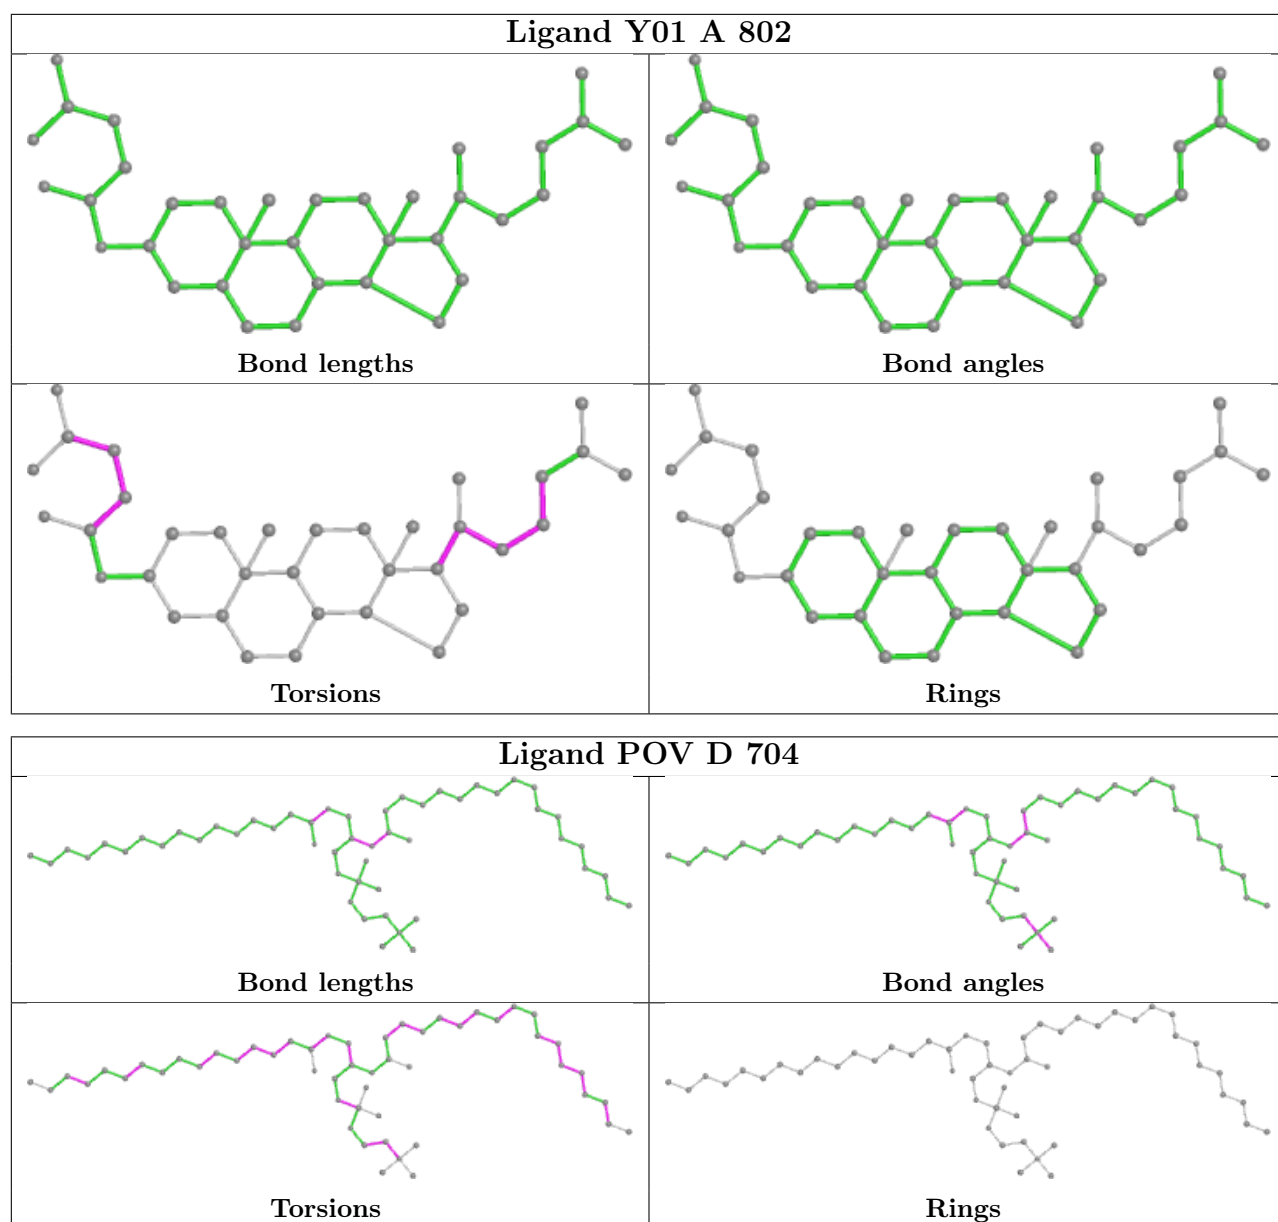 Ligand Y01 A 802
Bond lengths
Bond angles
Torsions
Rings
Ligand POV D 704
Bond lengths
Bond angles
Torsions
Rings